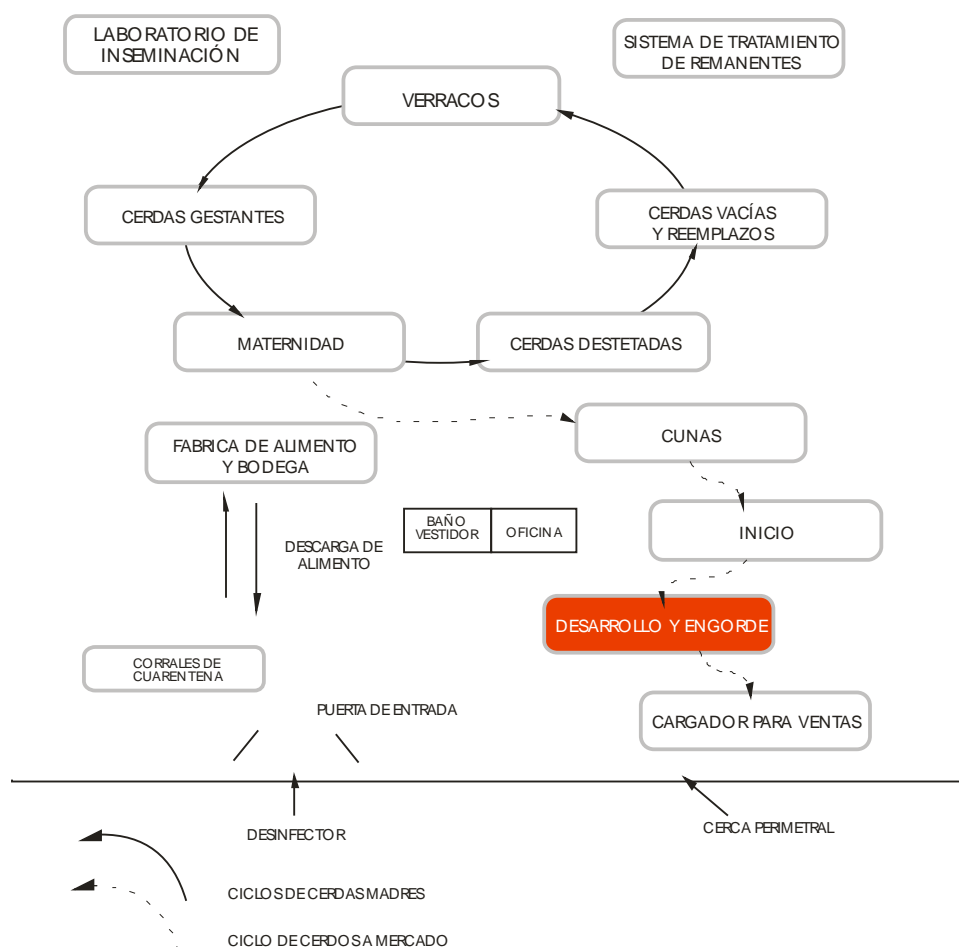 LABORATORIO DE
INSEMINACIÓN
SISTEMA DE TRATAMIENTO
DE REMANENTES
VERRACOS
CERDAS GESTANTES
CERDAS VACÍAS
Y REEMPLAZOS
MATERNIDAD
CERDAS DESTETADAS
CUNAS
FABRICA DE ALIMENTO
Y BODEGA
BAÑO
VESTIDOR
OFICINA
INICIO
DESCARGA DE
ALIMENTO
DESARROLLO Y ENGORDE
CORRALES DE
CUARENTENA
PUERTA DE ENTRADA
CARGADOR PARA VENTAS
DESINFECTOR
CERCA PERIMETRAL
CICLOS DE CERDAS MADRES
CICLO DE CERDOS A MERCADO